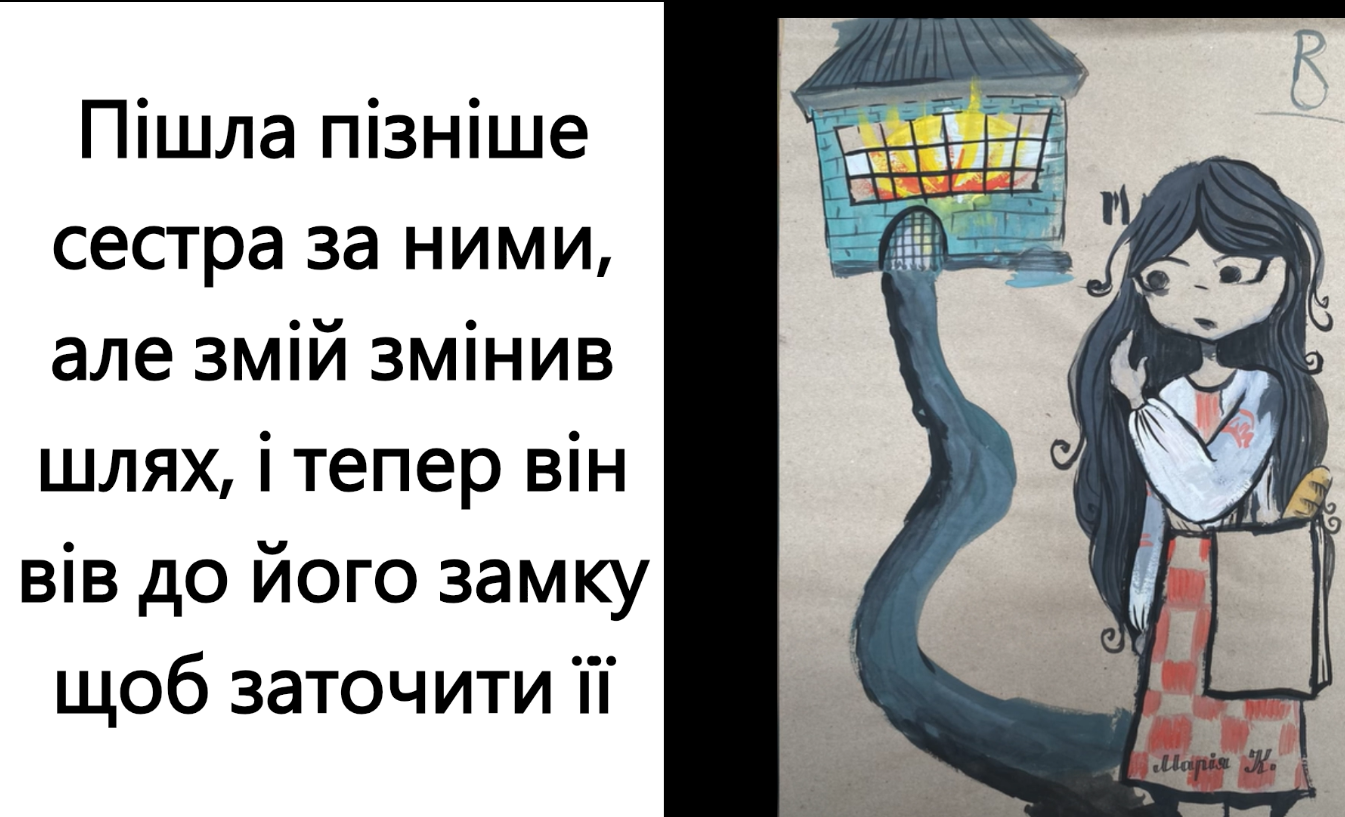 Пішла пізніше
сестра за ними,
але змій змінив
шлях, і тепер він
вів до його замку
щоб заточити її
Марія К.